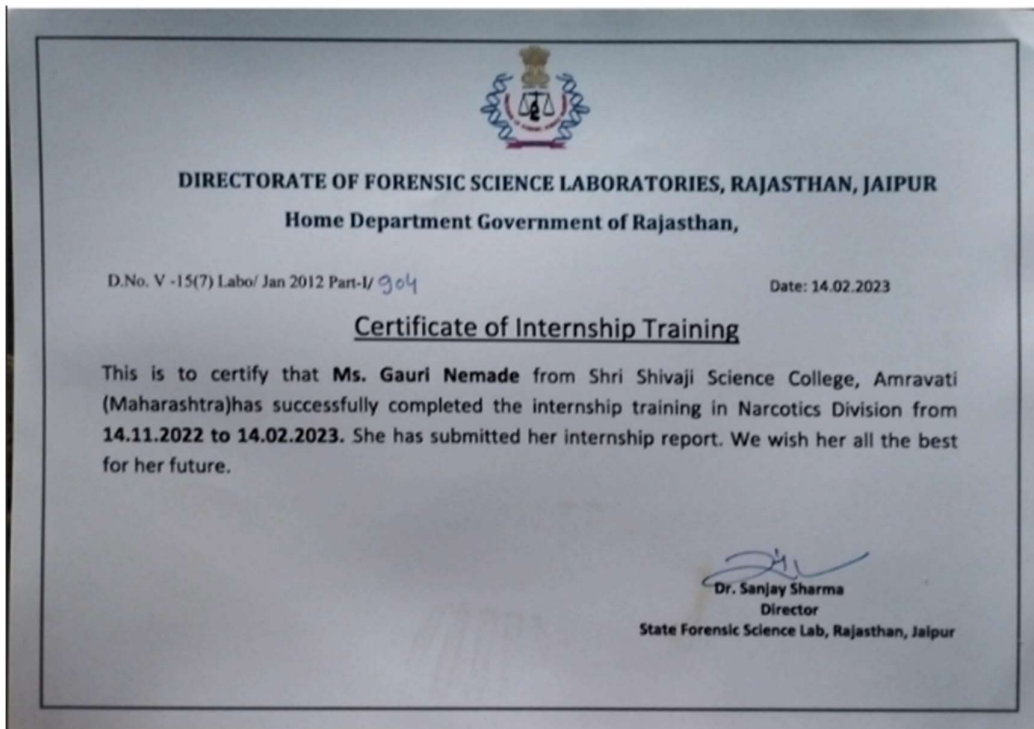 DIRECTORATE OF FORENSIC SCIENCE LABORATORIES, RAJASTHAN, JAIPUR
Home Department Government of Rajasthan,
D.No. V -15(7) Labo/ Jan 2012 Part-I/ 904
Date: 14.02.2023
Certificate of Internship Training
This is to certify that Ms. Gauri Nemade from Shri Shivaji Science College, Amravati
(Maharashtra)has successfully completed the internship training in Narcotics Division from
14.11.2022 to 14.02.2023. She has submitted her internship report. We wish her all the best
for her future.
Dr. Sanjay Sharma
Director
State Forensic Science Lab, Rajasthan, Jaipur